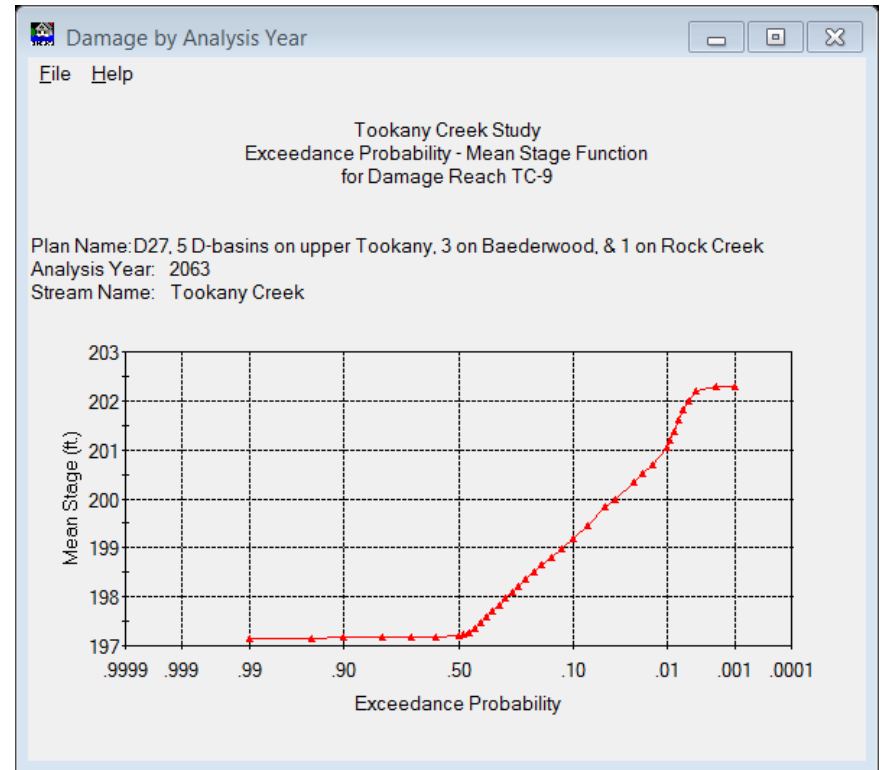 Damage by Analysis Year
File Help
Tookany Creek Study
Exceedance Probability - Mean Stage Function
for Damage Reach TC-9
Plan Name:D27, 5 D-basins on upper Tookany, 3 on Baederwood, & 1 on Rock Creek
Analysis Year: 2063
Stream Name: Tookany Creek
203
202
201
200
199
198
197
Mean Stage (ft.)
.9999 .999 .99 .90 .50 .10 .01 .001 .0001
Exceedance Probability